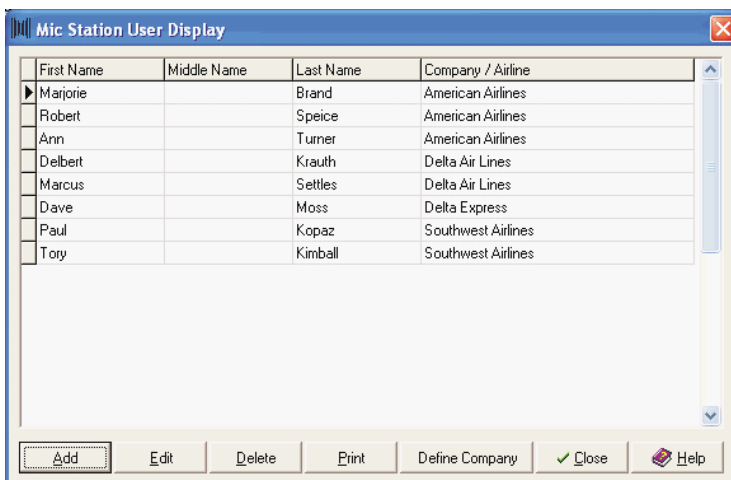 Mic Station User Display
First Name Middle Name Last Name Company / Airline
Marjorie Brand American Airlines
Robert Speice American Airlines
Ann Turner American Airlines
Delbert Krauth Delta Air Lines
Marcus Settles Delta Air Lines
Dave Moss Delta Express
Paul Kopaz Southwest Airlines
Tory Kimball Southwest Airlines
Add Edit Delete Print Define Company Close Help